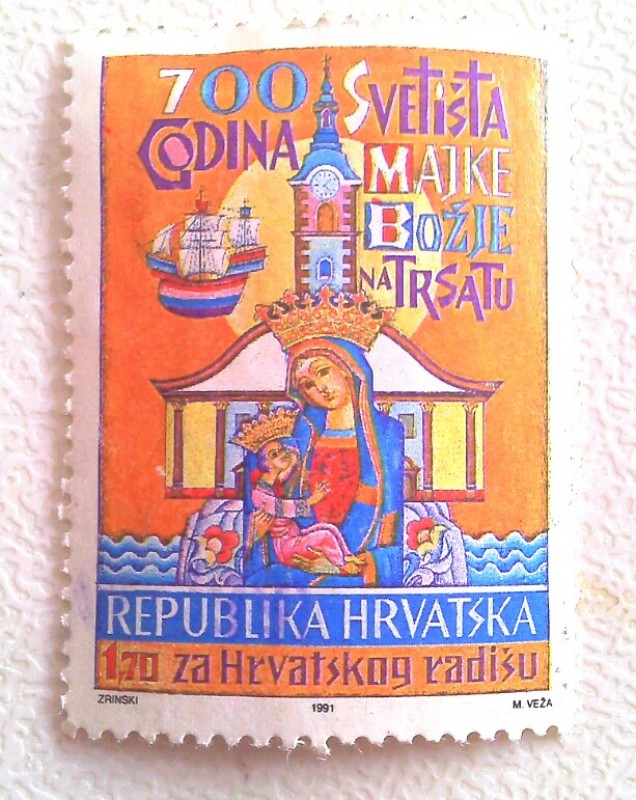 700
GODINA
SVETIŠTA
MAJKE
BOŽJE
NA TRSATU
REPUBLIKA HRVATSKA
1,70 za Hrvatskog radišu
ZRINSKI 1991 M. VEŽA